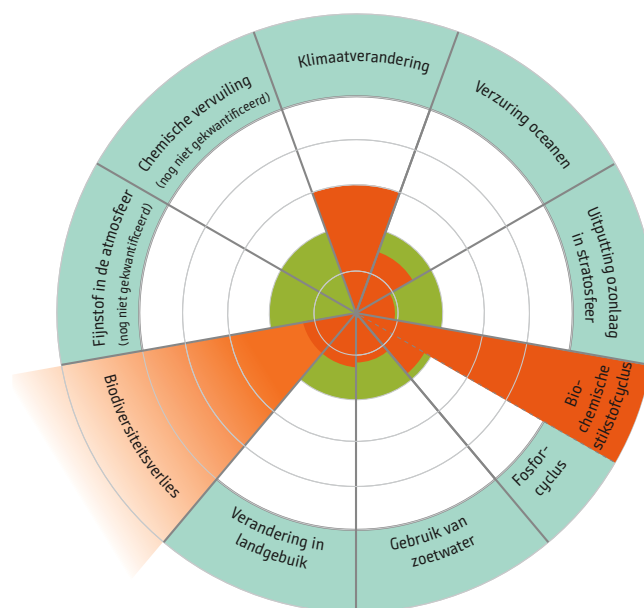 Klimaatverandering
Verzuring oceanen
Uitputting ozonlaag
in stratosfeer
Bio-
chemische
stikstofcyclus
Fosfor-
cyclus
Gebruik van
zoetwater
Verandering in
landgebuik
Biodiversiteitsverlies
Fijnstof in de atmosfeer
(nog niet gekwantificeerd)
Chemische vervuiling
(nog niet gekwantificeerd)